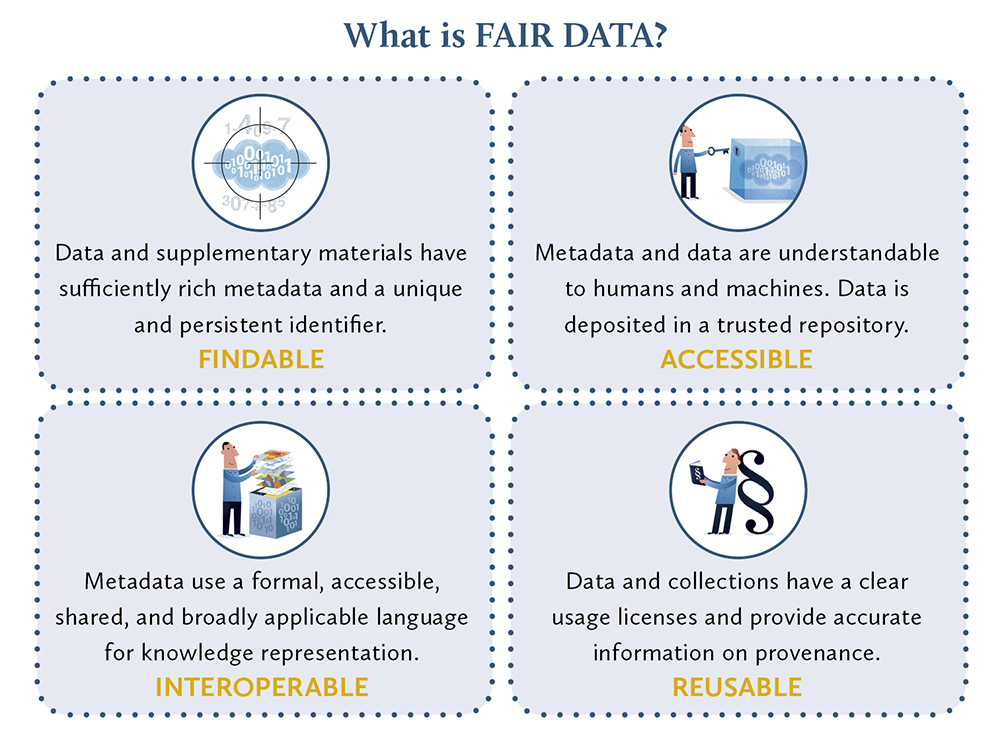 What is FAIR DATA?
Data and supplementary materials have
sufficiently rich metadata and a unique
and persistent identifier.
FINDABLE
Metadata and data are understandable
to humans and machines. Data is
deposited in a trusted repository.
ACCESSIBLE
Metadata use a formal, accessible,
shared, and broadly applicable language
for knowledge representation.
INTEROPERABLE
Data and collections have a clear
usage licenses and provide accurate
information on provenance.
REUSABLE